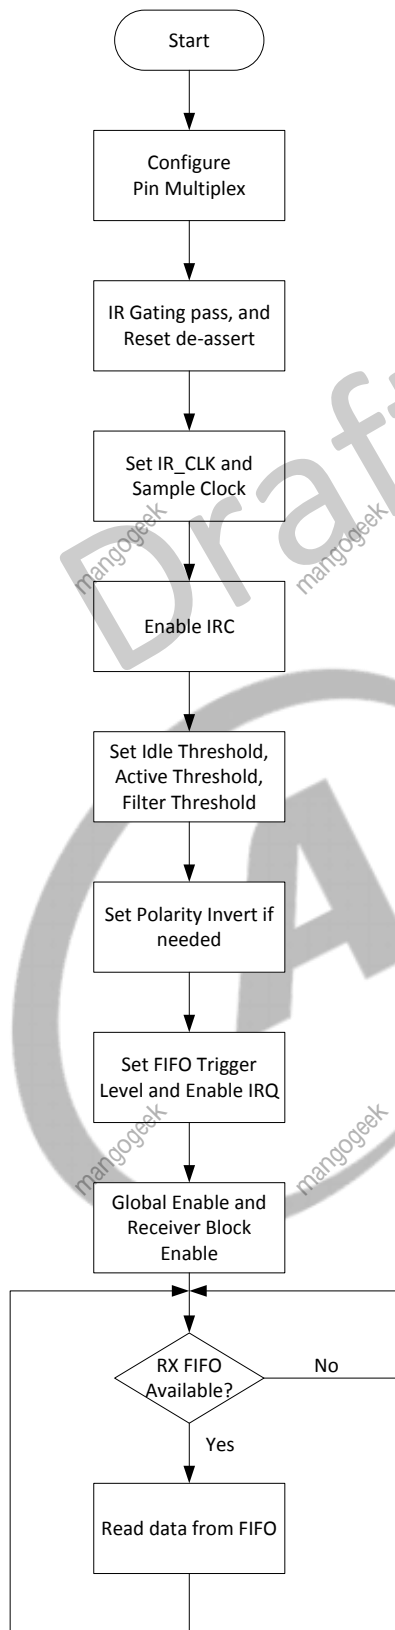 Start
Configure
Pin Multiplex
IR Gating pass, and
Reset de-assert
Set IR_CLK and
Sample Clock
Enable IRC
Set Idle Threshold,
Active Threshold,
Filter Threshold
Set Polarity Invert if
needed
Set FIFO Trigger
Level and Enable IRQ
Global Enable and
Receiver Block
Enable
RX FIFO
Available?
No
Yes
Read data from FIFO
Draft
mangogeek
mangogeek
mangogeek
mangogeek